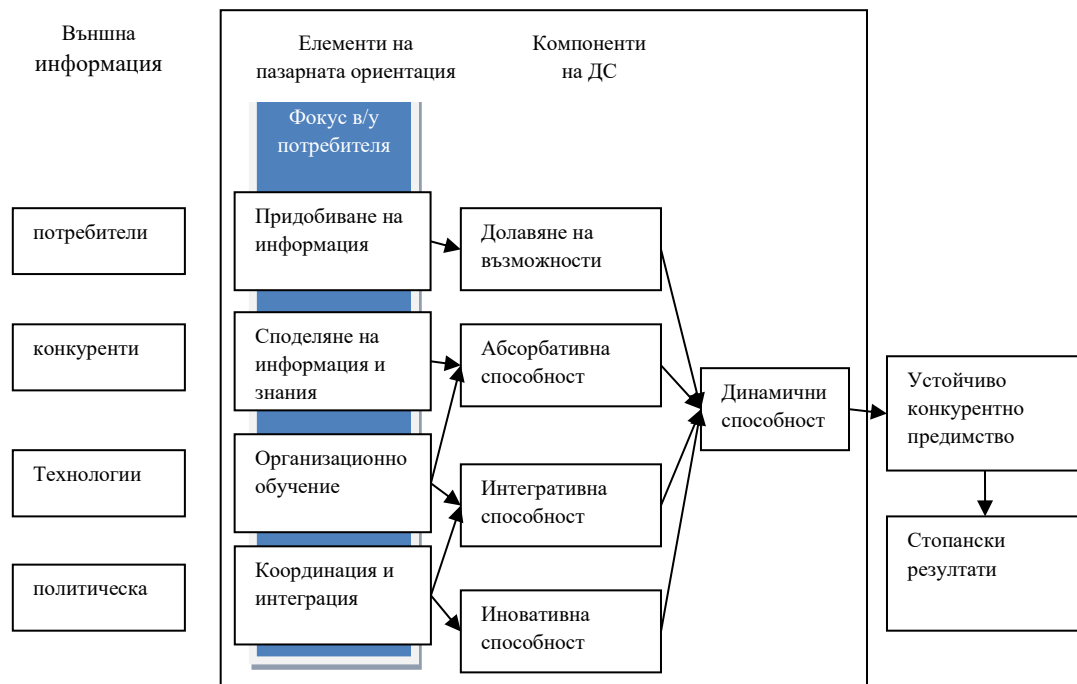 Външна
информация
Елементи на
пазарната ориентация
Компоненти
на ДС
Фокус в/у
потребителя
потребители
Придобиване на
информация
Долавяне на
възможности
конкуренти
Споделяне на
информация и
знания
Абсорбативна
способност
Динамични
способност
Устойчиво
конкурентно
предимство
Технологии
Организационно
обучение
Интегративна
способност
Стопански
резултати
политическа
Координация и
интеграция
Иновативна
способност